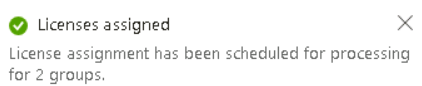 Licenses assigned
License assignment has been scheduled for processing
for 2 groups.